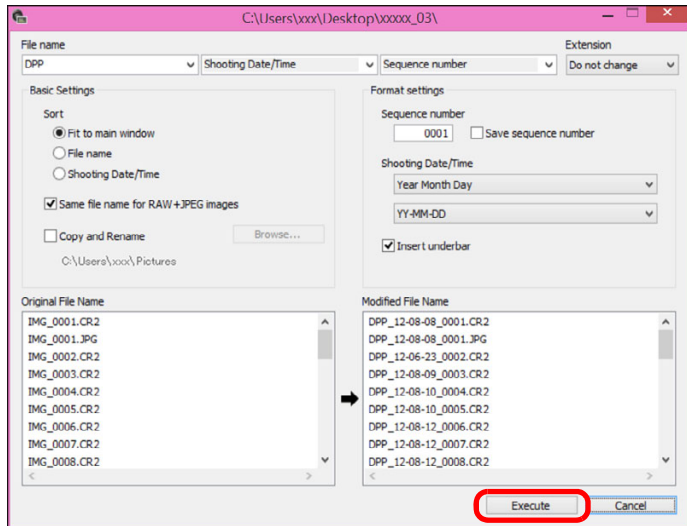 C:\Users\xxx\Desktop\xxxxx_03\
File name
Extension
DPP Shooting Date/Time Sequence number Do not change
Basic Settings
Sort
Fit to main window
File name
Shooting Date/Time
Same file name for RAW+JPEG images
Copy and Rename Browse...
C:\Users\xxx\Pictures
Format settings
Sequence number
0001 Save sequence number
Shooting Date/Time
Year Month Day
YY-MM-DD
Insert underbar
Original File Name
IMG_0001.CR2
IMG_0001.JPG
IMG_0002.CR2
IMG_0003.CR2
IMG_0004.CR2
IMG_0005.CR2
IMG_0006.CR2
IMG_0007.CR2
IMG_0008.CR2
Modified File Name
DPP_12-08-08_0001.CR2
DPP_12-08-08_0001.JPG
DPP_12-06-23_0002.CR2
DPP_12-08-09_0003.CR2
DPP_12-08-10_0004.CR2
DPP_12-08-10_0005.CR2
DPP_12-08-12_0006.CR2
DPP_12-08-12_0007.CR2
DPP_12-08-12_0008.CR2
Execute Cancel